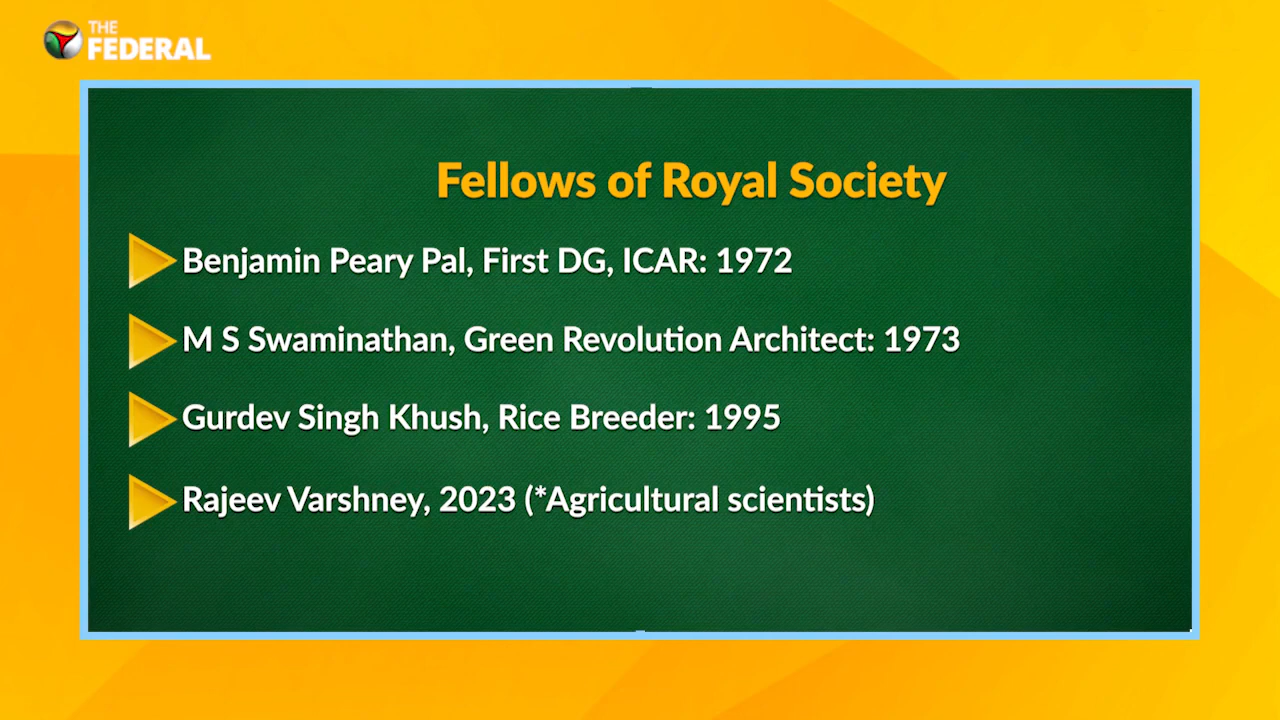 THE
FEDERAL
Fellows of Royal Society
Benjamin Peary Pal, First DG, ICAR: 1972
M S Swaminathan, Green Revolution Architect: 1973
Gurdev Singh Khush, Rice Breeder: 1995
Rajeev Varshney, 2023 (*Agricultural scientists)